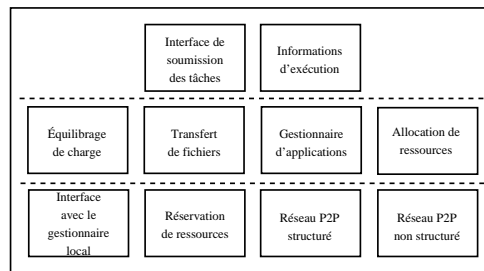 Interface de
soumission
des tâches
Informations
d'exécution
Équilibrage
de charge
Transfert
de fichiers
Gestionnaire
d'applications
Allocation de
ressources
Interface
avec le
gestionnaire
local
Réservation
de ressources
Réseau P2P
structuré
Réseau P2P
non structuré